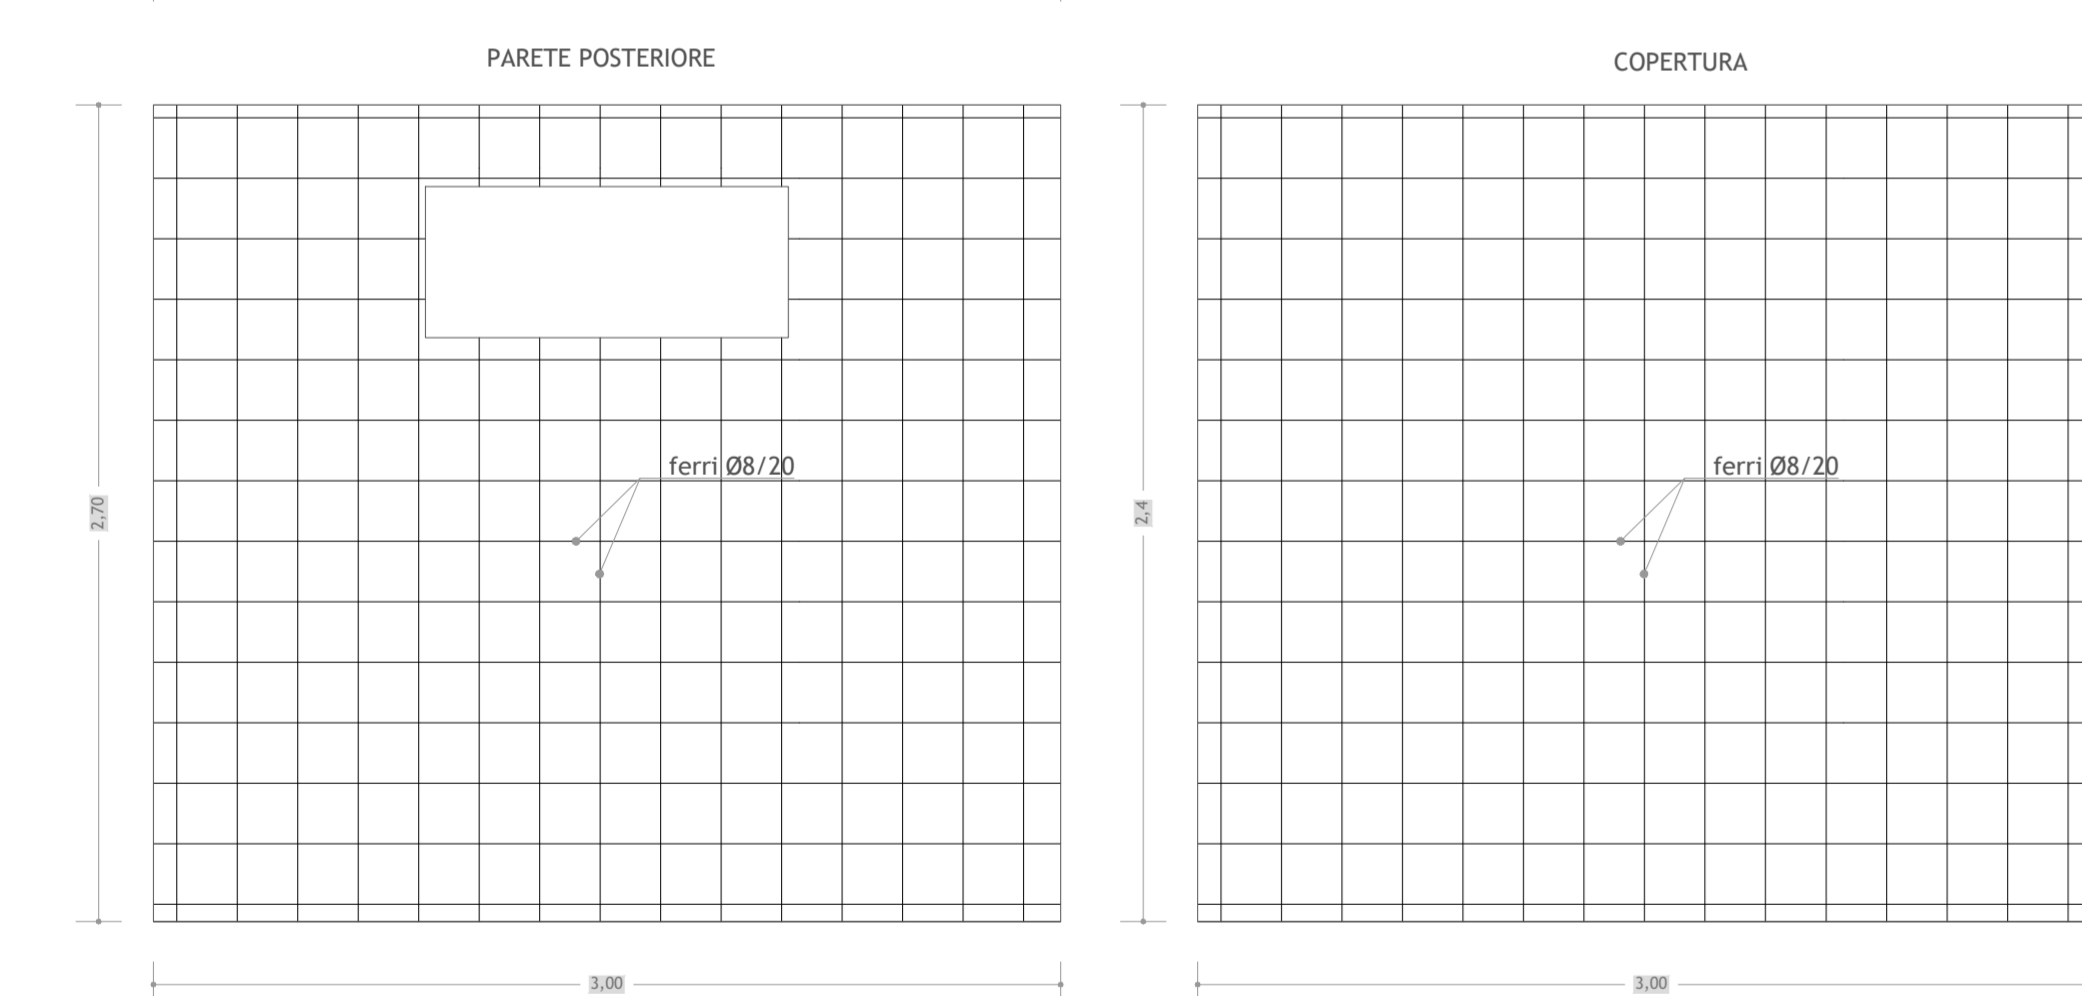 PARETE POSTERIORE
COPERTURA
ferri Ø8/20
ferri Ø8/20
2,70
2,4
3,00
3,00